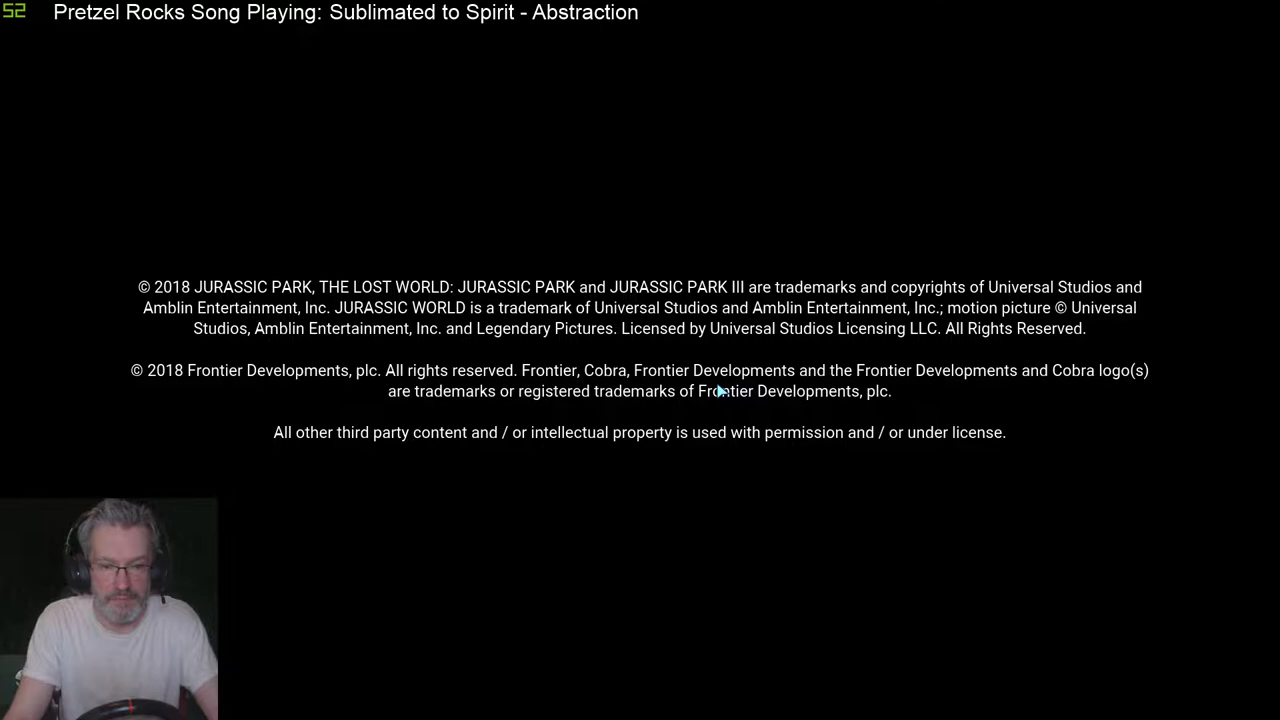 52
Pretzel Rocks Song Playing: Sublimated to Spirit - Abstraction
© 2018 JURASSIC PARK, THE LOST WORLD: JURASSIC PARK and JURASSIC PARK III are trademarks and copyrights of Universal Studios and
Amblin Entertainment, Inc. JURASSIC WORLD is a trademark of Universal Studios and Amblin Entertainment, Inc.; motion picture © Universal
Studios, Amblin Entertainment, Inc. and Legendary Pictures. Licensed by Universal Studios Licensing LLC. All Rights Reserved.
© 2018 Frontier Developments, plc. All rights reserved. Frontier, Cobra, Frontier Developments and the Frontier Developments and Cobra logo(s)
are trademarks or registered trademarks of Frontier Developments, plc.
All other third party content and / or intellectual property is used with permission and / or under license.